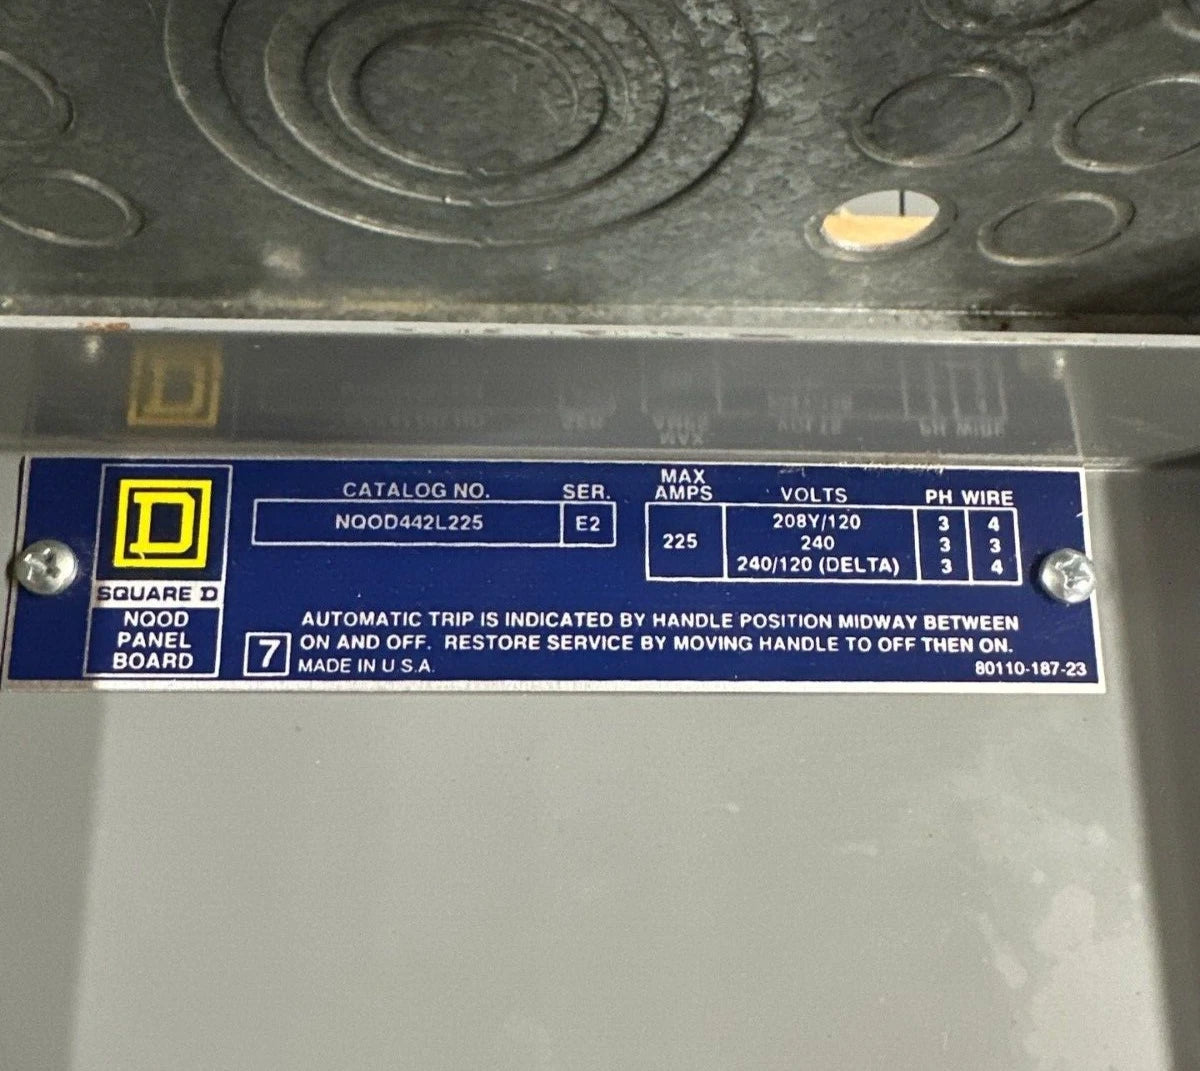 D
SQUARE D
NQOD
PANEL
BOARD
CATALOG NO. SER.
NQOD442L225 E2
MAX
AMPS VOLTS PH WIRE
225
208Y/120 3 4
240 3 3
240/120 (DELTA) 3 4
AUTOMATIC TRIP IS INDICATED BY HANDLE POSITION MIDWAY BETWEEN
7 ON AND OFF. RESTORE SERVICE BY MOVING HANDLE TO OFF THEN ON.
MADE IN U.S.A. 80110-187-23